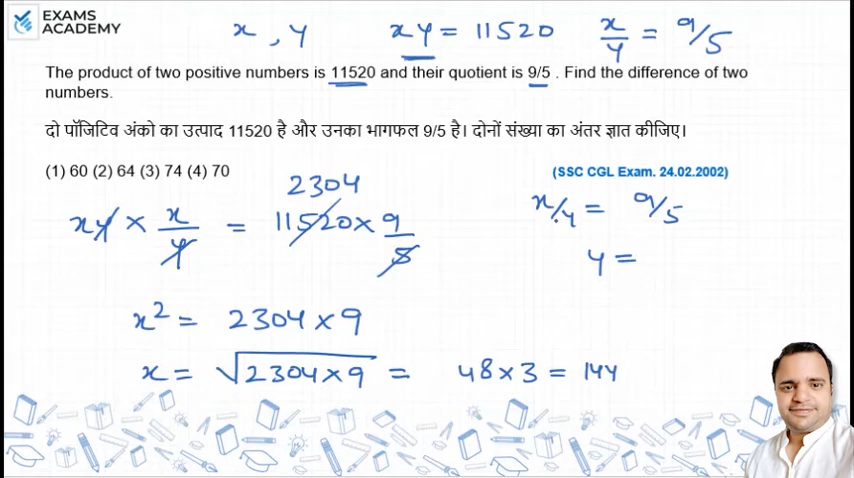 EXAMS
ACADEMY
x , y    xy = 11520    x/y = 9/5
The product of two positive numbers is 11520 and their quotient is 9/5 . Find the difference of two
numbers.
दो पॉजिटिव अंको का उत्पाद 11520 है और उनका भागफल 9/5 है। दोनों संख्या का अंतर ज्ञात कीजिए।
(1) 60 (2) 64 (3) 74 (4) 70
(SSC CGL Exam. 24.02.2002)
2304
xy × x/y = 11520 × 9/5
x/y = 9/5
y =
x² = 2304 × 9
x = √2304 × 9 = 48 × 3 = 144